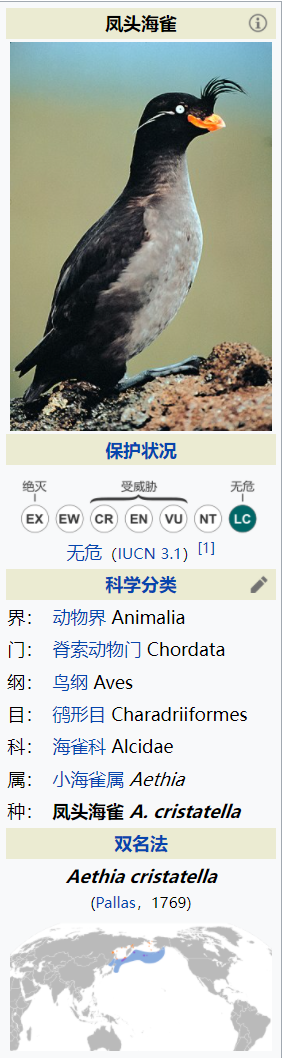 凤头海雀
保护状况
绝灭 受威胁 无危
EX EW CR EN VU NT LC
无危 (IUCN 3.1) [1]
科学分类
界： 动物界 Animalia
门： 脊索动物门 Chordata
纲： 鸟纲 Aves
目： 鸻形目 Charadriiformes
科： 海雀科 Alcidae
属： 小海雀属 Aethia
种： 凤头海雀 A. cristatella
双名法
Aethia cristatella
(Pallas，1769)